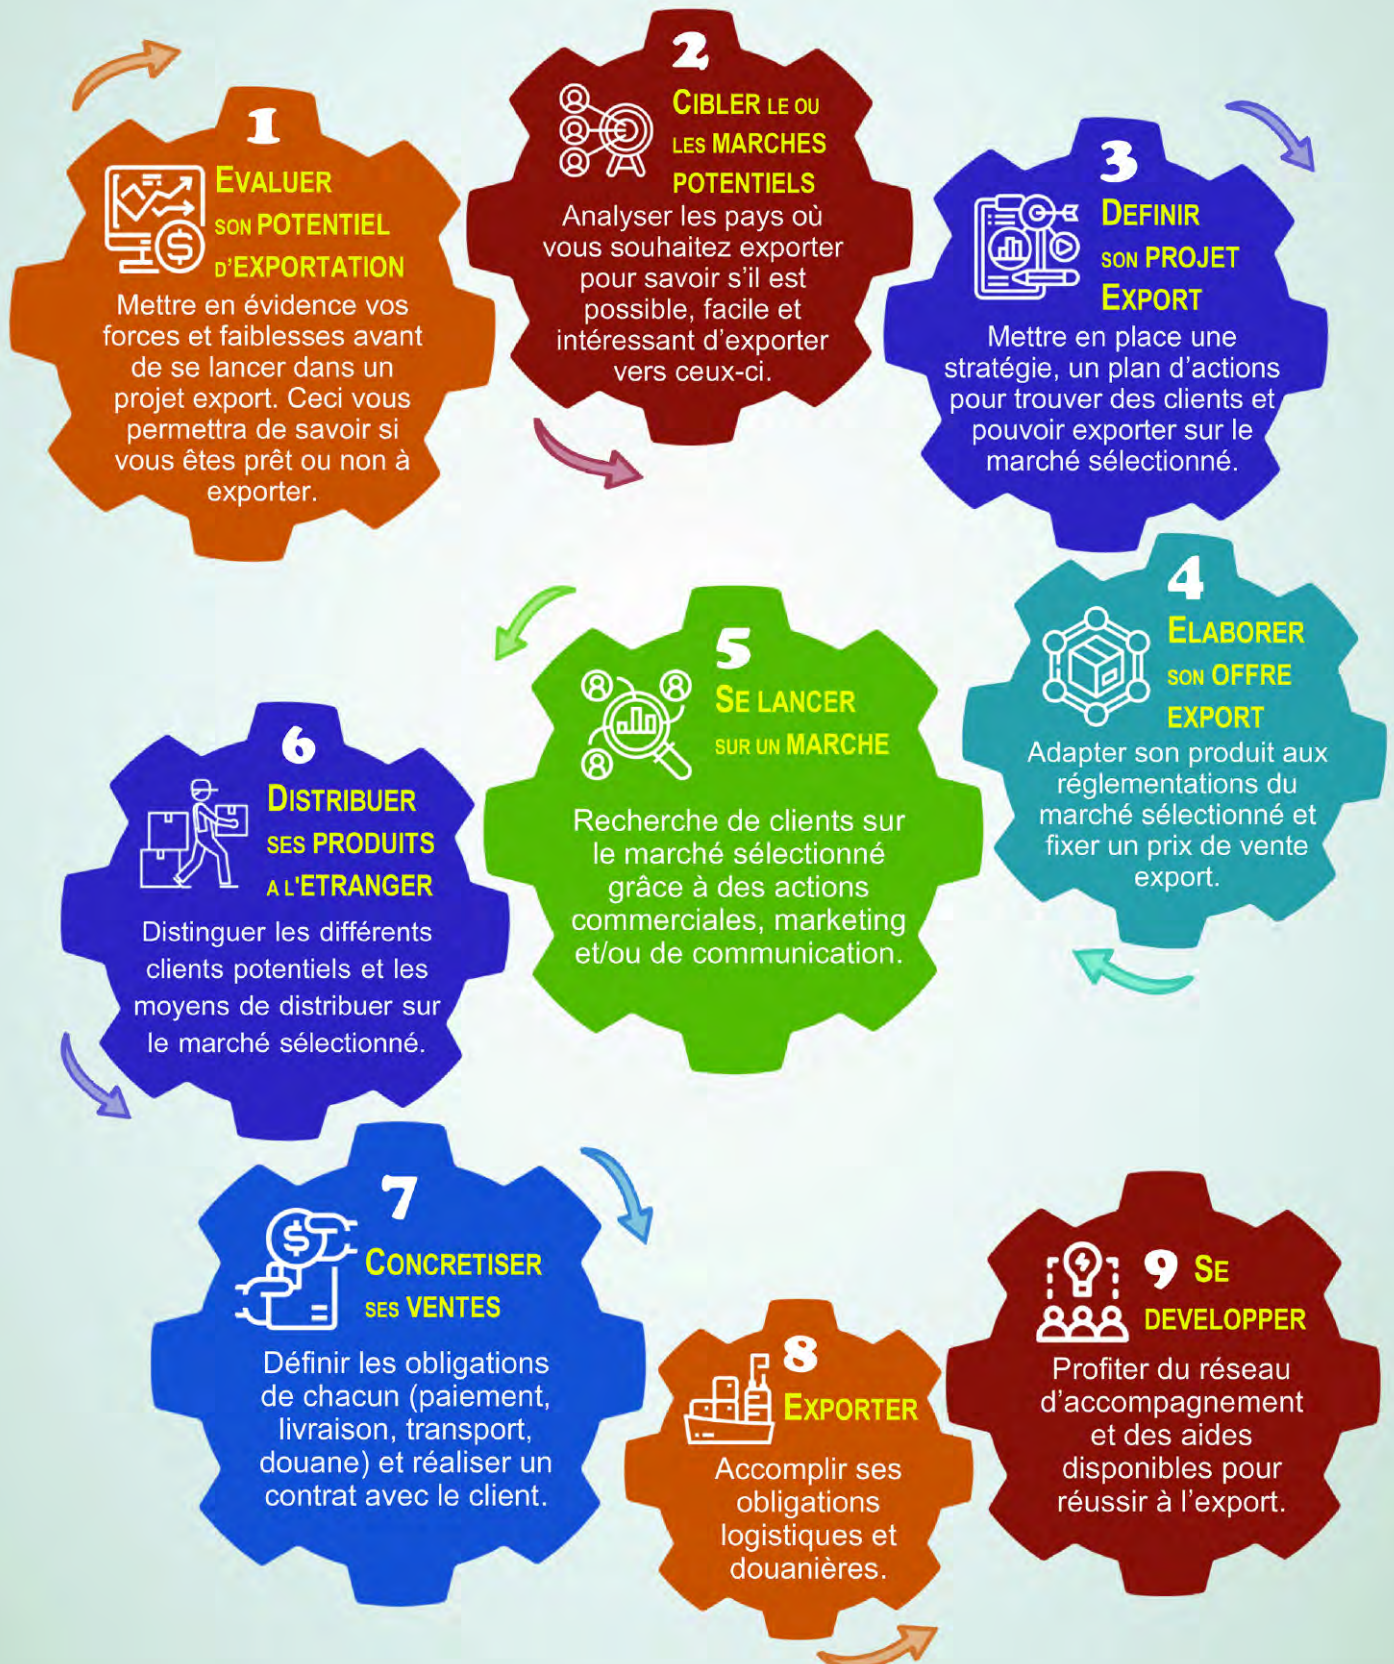 1
EVALUER
SON POTENTIEL
D'EXPORTATION
Mettre en évidence vos
forces et faiblesses avant
de se lancer dans un
projet export. Ceci vous
permettra de savoir si
vous êtes prêt ou non à
exporter.
2
CIBLER LE OU
LES MARCHES
POTENTIELS
Analyser les pays où
vous souhaitez exporter
pour savoir s'il est
possible, facile et
intéressant d'exporter
vers ceux-ci.
3
DEFINIR
SON PROJET
EXPORT
Mettre en place une
stratégie, un plan d'actions
pour trouver des clients et
pouvoir exporter sur le
marché sélectionné.
4
ELABORER
SON OFFRE
EXPORT
Adapter son produit aux
réglementations du
marché sélectionné et
fixer un prix de vente
export.
5
SE LANCER
SUR UN MARCHE
Recherche de clients sur
le marché sélectionné
grâce à des actions
commerciales, marketing
et/ou de communication.
6
DISTRIBUER
SES PRODUITS
A L'ETRANGER
Distinguer les différents
clients potentiels et les
moyens de distribuer sur
le marché sélectionné.
7
CONCRETISER
SES VENTES
Définir les obligations
de chacun (paiement,
livraison, transport,
douane) et réaliser un
contrat avec le client.
8
EXPORTER
Accomplir ses
obligations
logistiques et
douanières.
9 SE
DEVELOPPER
Profiter du réseau
d'accompagnement
et des aides
disponibles pour
réussir à l'export.